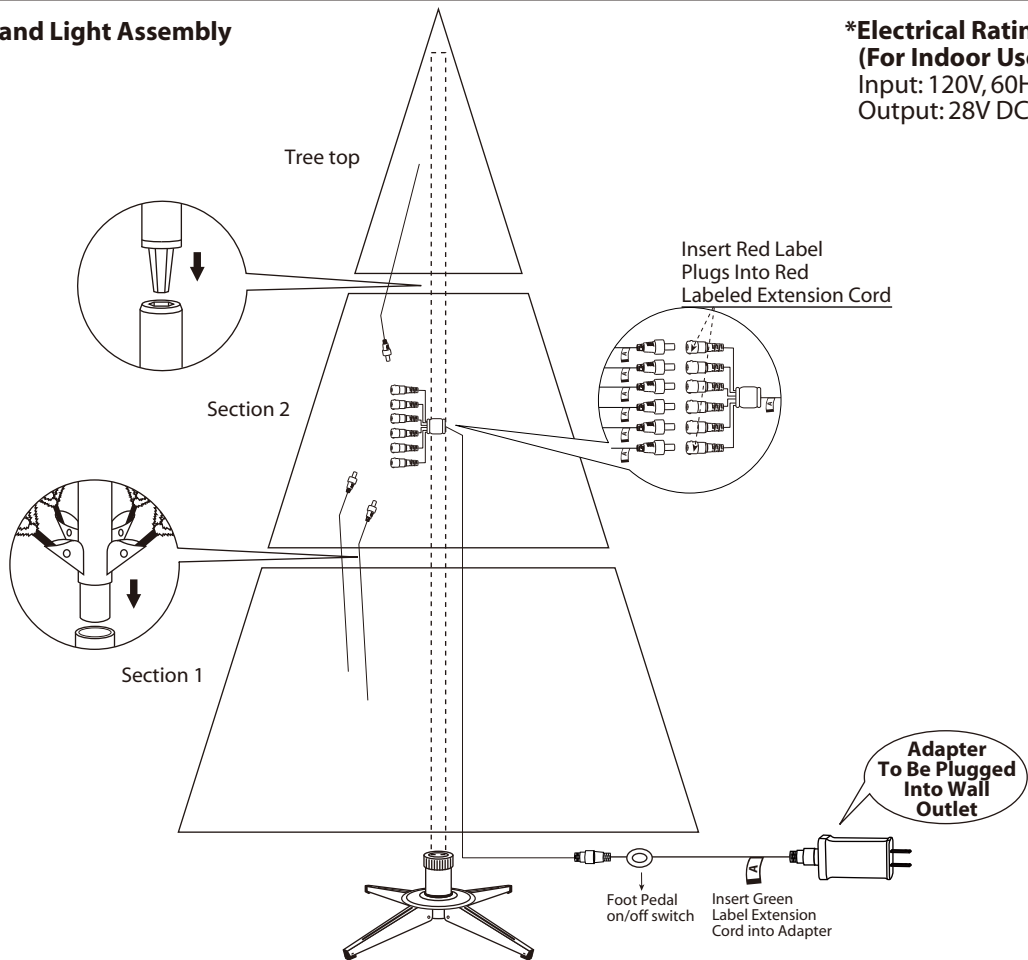 and Light Assembly
*Electrical Ratin
(For Indoor Use
Input: 120V, 60H
Output: 28V DC
Tree top
Insert Red Label
Plugs Into Red
Labeled Extension Cord
A
A
A
A
A
A
A
Section 2
Section 1
Adapter
To Be Plugged
Into Wall
Outlet
A
Foot Pedal
on/off switch
Insert Green
Label Extension
Cord into Adapter